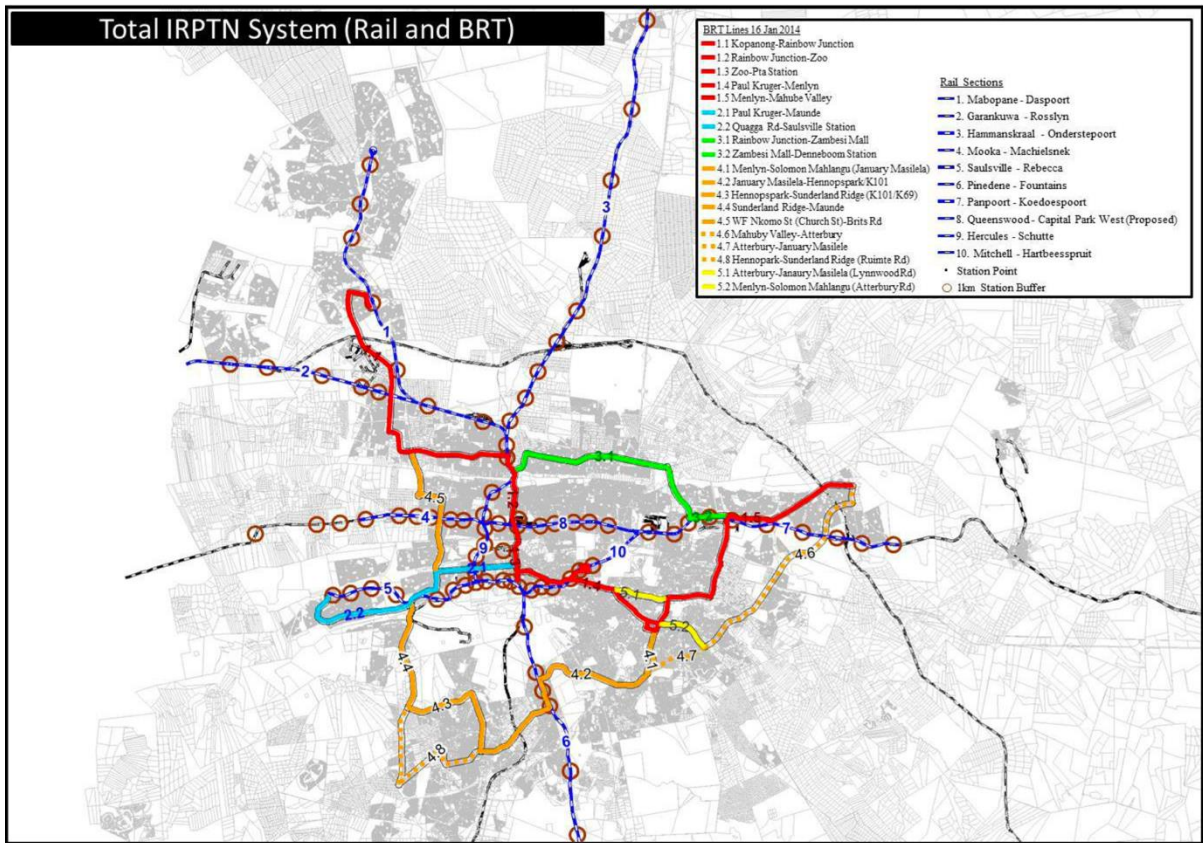 Total IRPTN System (Rail and BRT)
BRT Lines 16 Jan 2014
1.1 Kopanong-Rainbow Junction
1.2 Rainbow Junction-Zoo
1.3 Zoo-Pta Station
1.4 Paul Kruger-Menlyn
1.5 Menlyn-Mahube Valley
2.1 Paul Kruger-Maunde
2.2 Quagga Rd-Saulsville Station
3.1 Rainbow Junction-Zambesi Mall
3.2 Zambesi Mall-Denneboom Station
4.1 Menlyn-Solomon Mahlangu (January Masilela)
4.2 January Masilela-Hennopspark/K101
4.3 Hennopspark-Sunderland Ridge (K101/K69)
4.4 Sunderland Ridge-Maunde
4.5 WF Nkomo St (Church St)-Brits Rd
4.6 Mahuby Valley-Atterbury
4.7 Atterbury-January Masilele
4.8 Hennopark-Sunderland Ridge (Ruimte Rd)
5.1 Atterbury-Janaury Masilela (Lynnwood Rd)
5.2 Menlyn-Solomon Mahlangu (Atterbury Rd)
Rail Sections
1. Mabopane - Daspoort
2. Garankuwa - Rosslyn
3. Hammanskraal - Onderstepoort
4. Mooka - Machielsnek
5. Saulsville - Rebecca
6. Pinedene - Fountains
7. Panpoort - Koedoespoort
8. Queenswood - Capital Park West (Proposed)
9. Hercules - Schutte
10. Mitchell - Hartbeesspruit
Station Point
1km Station Buffer
3
1
1.1
2
3.1
1.2
4.5
4
8
3.2
1.5
7
9
10
4.6
2.1
5
2.2
1.4
5.1
5.2
4.4
4.1
4.7
4.2
4.3
4.8
6